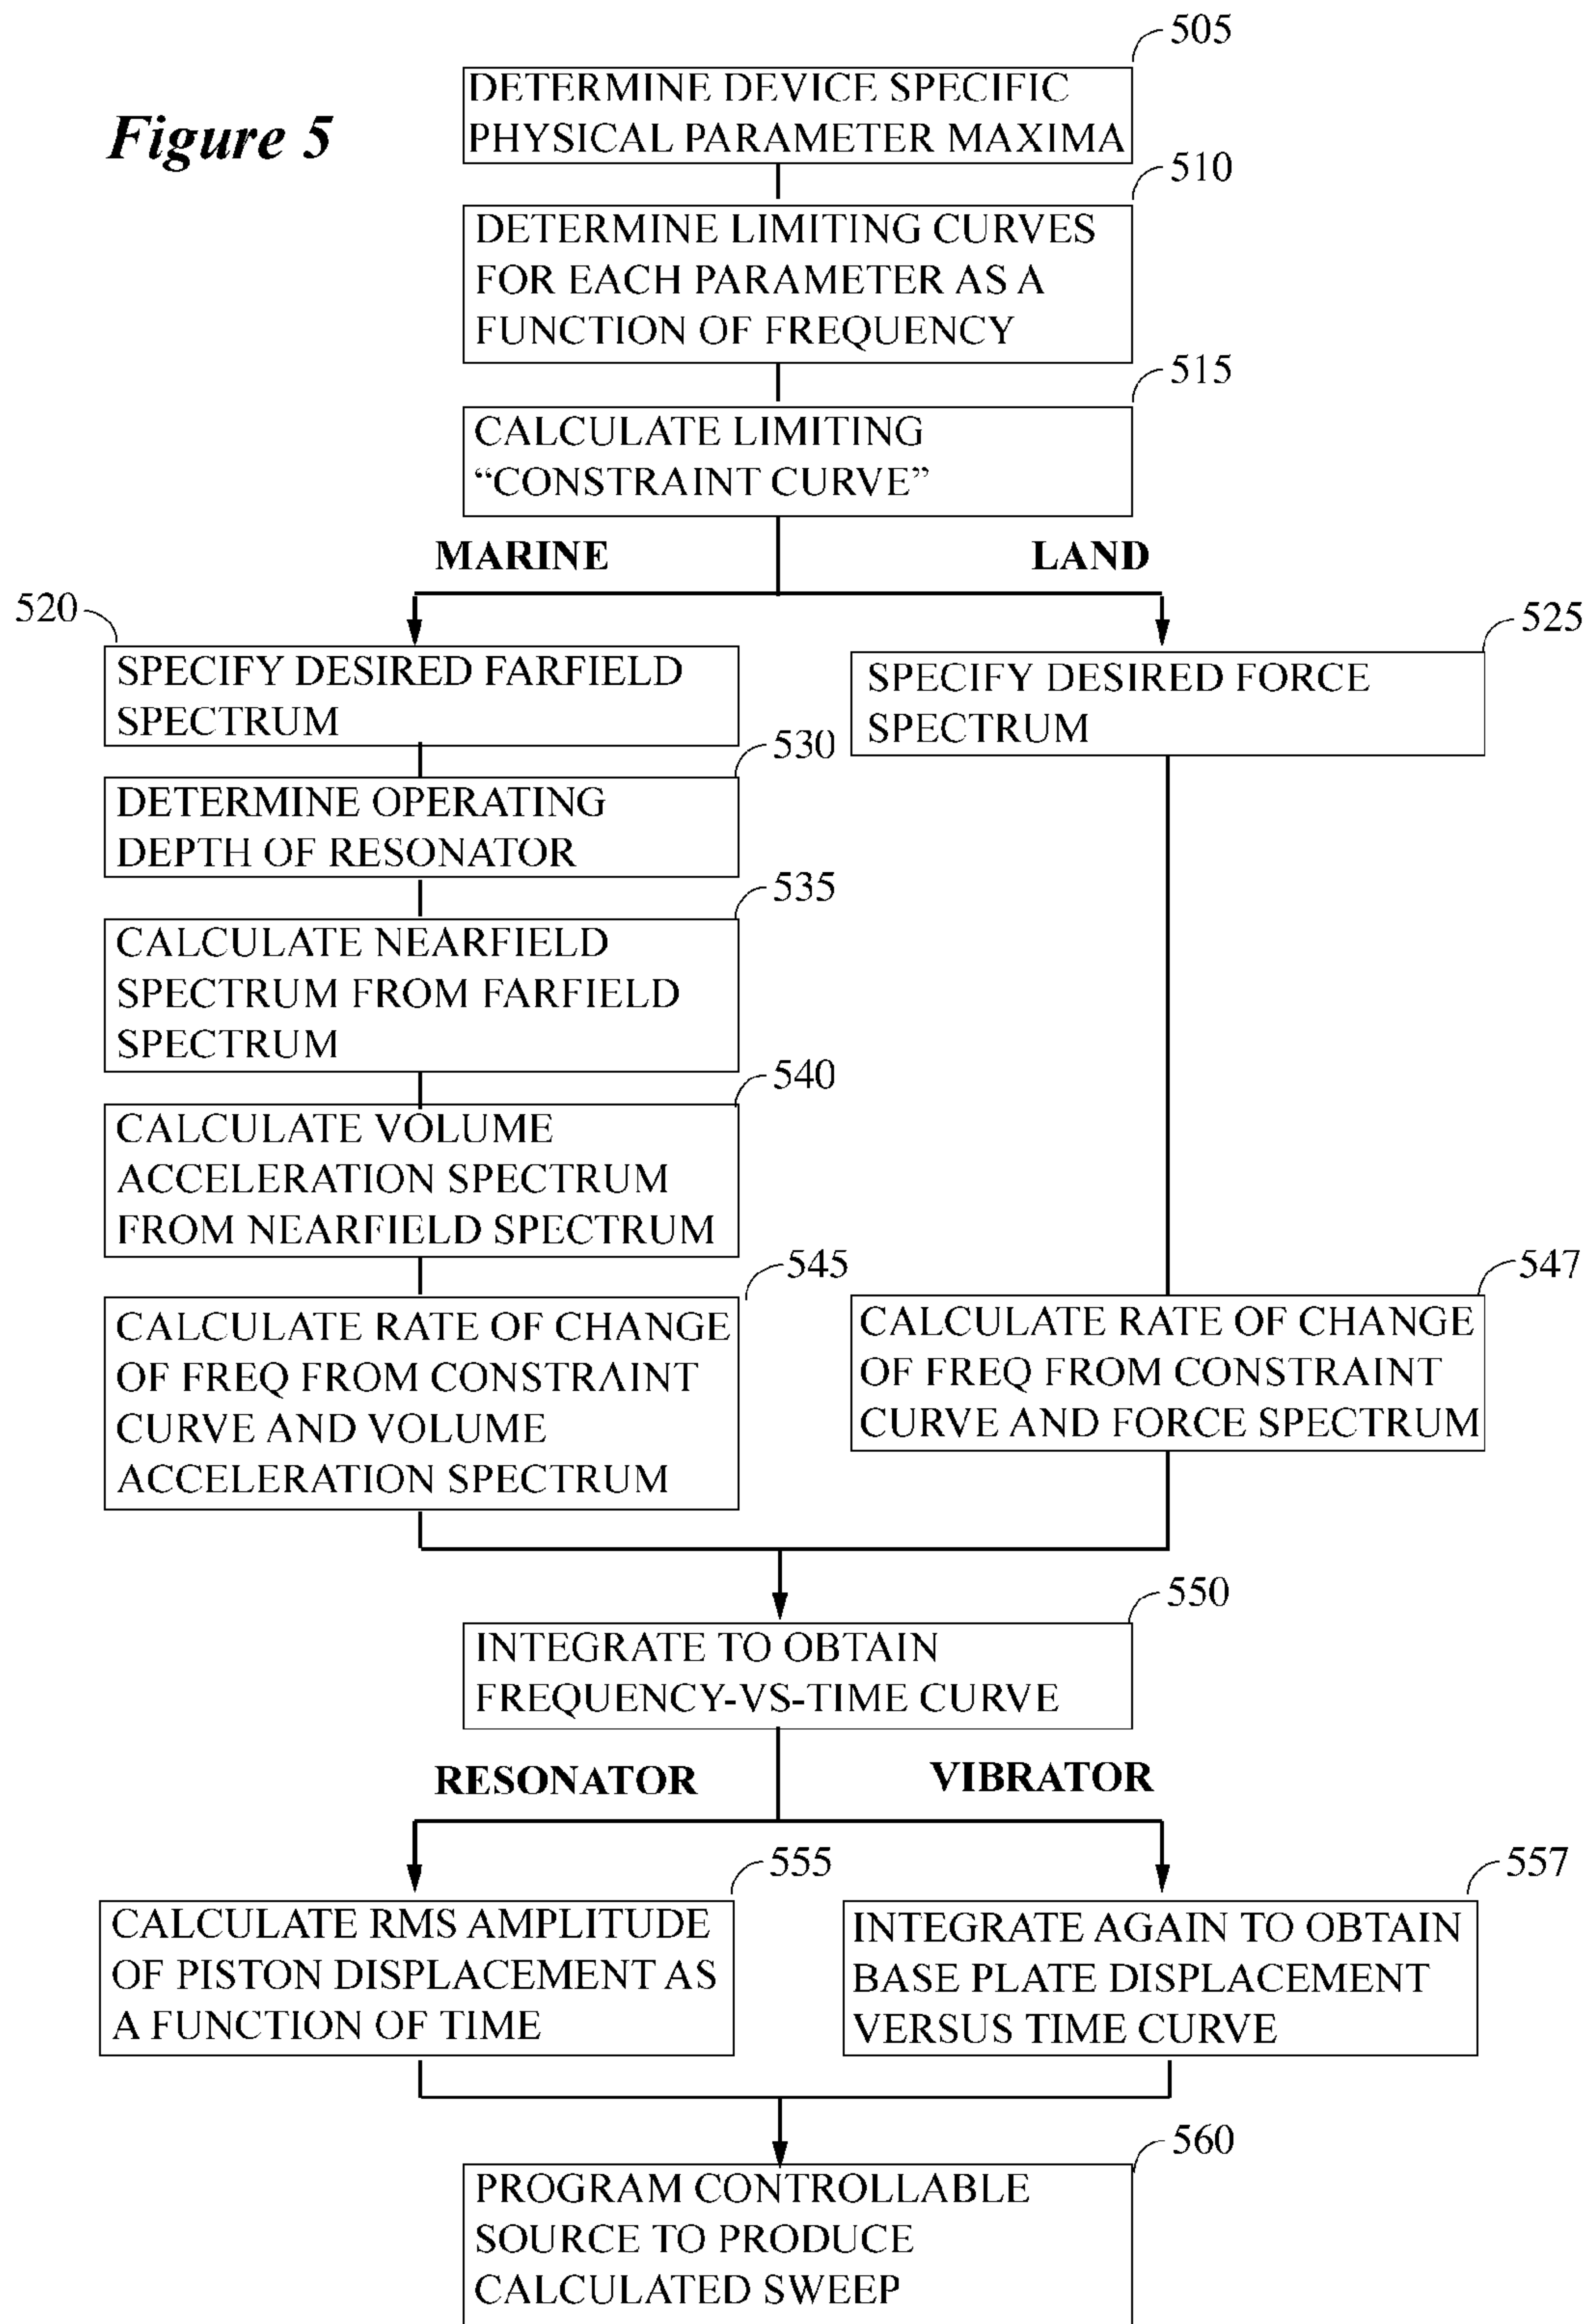 Figure 5
505
DETERMINE DEVICE SPECIFIC
PHYSICAL PARAMETER MAXIMA
510
DETERMINE LIMITING CURVES
FOR EACH PARAMETER AS A
FUNCTION OF FREQUENCY
515
CALCULATE LIMITING
“CONSTRAINT CURVE”
MARINE
LAND
520
SPECIFY DESIRED FARFIELD
SPECTRUM
525
SPECIFY DESIRED FORCE
SPECTRUM
530
DETERMINE OPERATING
DEPTH OF RESONATOR
535
CALCULATE NEARFIELD
SPECTRUM FROM FARFIELD
SPECTRUM
540
CALCULATE VOLUME
ACCELERATION SPECTRUM
FROM NEARFIELD SPECTRUM
545
CALCULATE RATE OF CHANGE
OF FREQ FROM CONSTRAINT
CURVE AND VOLUME
ACCELERATION SPECTRUM
547
CALCULATE RATE OF CHANGE
OF FREQ FROM CONSTRAINT
CURVE AND FORCE SPECTRUM
550
INTEGRATE TO OBTAIN
FREQUENCY-VS-TIME CURVE
RESONATOR
VIBRATOR
555
CALCULATE RMS AMPLITUDE
OF PISTON DISPLACEMENT AS
A FUNCTION OF TIME
557
INTEGRATE AGAIN TO OBTAIN
BASE PLATE DISPLACEMENT
VERSUS TIME CURVE
560
PROGRAM CONTROLLABLE
SOURCE TO PRODUCE
CALCULATED SWEEP